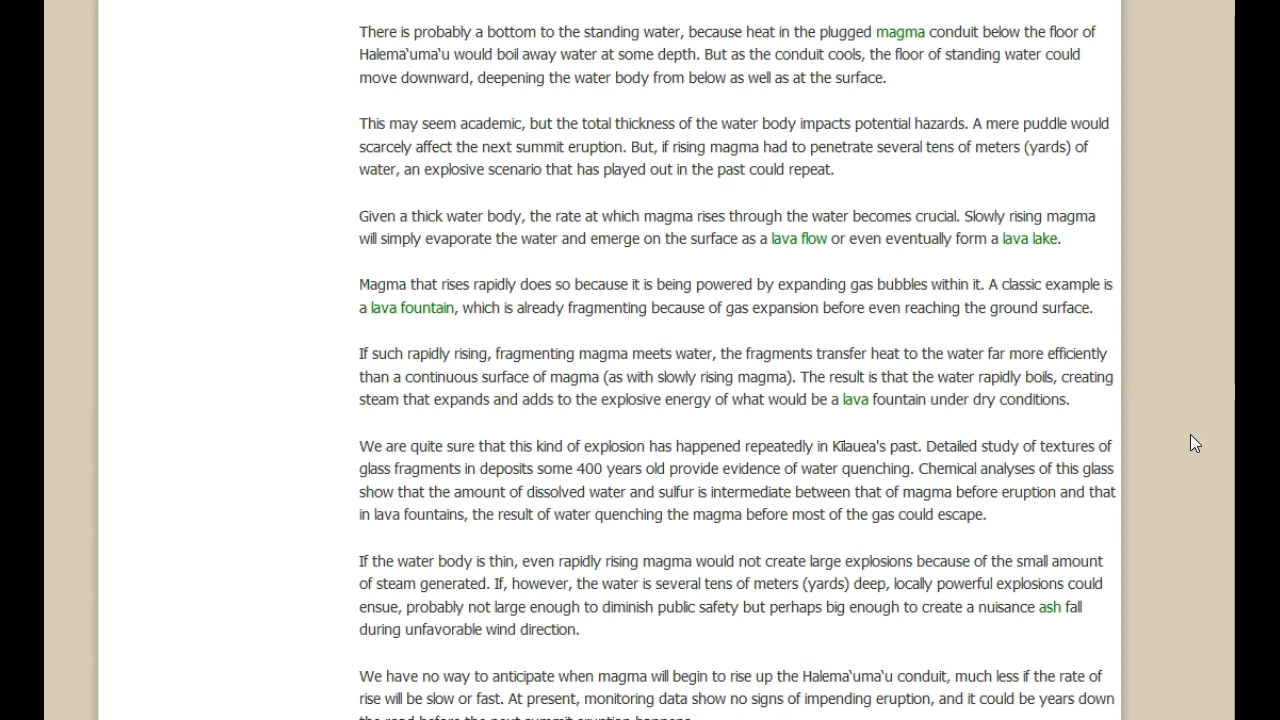 There is probably a bottom to the standing water, because heat in the plugged magma conduit below the floor of
Halemaʻumaʻu would boil away water at some depth. But as the conduit cools, the floor of standing water could
move downward, deepening the water body from below as well as at the surface.
This may seem academic, but the total thickness of the water body impacts potential hazards. A mere puddle would
scarcely affect the next summit eruption. But, if rising magma had to penetrate several tens of meters (yards) of
water, an explosive scenario that has played out in the past could repeat.
Given a thick water body, the rate at which magma rises through the water becomes crucial. Slowly rising magma
will simply evaporate the water and emerge on the surface as a lava flow or even eventually form a lava lake.
Magma that rises rapidly does so because it is being powered by expanding gas bubbles within it. A classic example is
a lava fountain, which is already fragmenting because of gas expansion before even reaching the ground surface.
If such rapidly rising, fragmenting magma meets water, the fragments transfer heat to the water far more efficiently
than a continuous surface of magma (as with slowly rising magma). The result is that the water rapidly boils, creating
steam that expands and adds to the explosive energy of what would be a lava fountain under dry conditions.
We are quite sure that this kind of explosion has happened repeatedly in Kīlauea's past. Detailed study of textures of
glass fragments in deposits some 400 years old provide evidence of water quenching. Chemical analyses of this glass
show that the amount of dissolved water and sulfur is intermediate between that of magma before eruption and that
in lava fountains, the result of water quenching the magma before most of the gas could escape.
If the water body is thin, even rapidly rising magma would not create large explosions because of the small amount
of steam generated. If, however, the water is several tens of meters (yards) deep, locally powerful explosions could
ensue, probably not large enough to diminish public safety but perhaps big enough to create a nuisance ash fall
during unfavorable wind direction.
We have no way to anticipate when magma will begin to rise up the Halemaʻumaʻu conduit, much less if the rate of
rise will be slow or fast. At present, monitoring data show no signs of impending eruption, and it could be years down
the road before the next summit eruption happens.